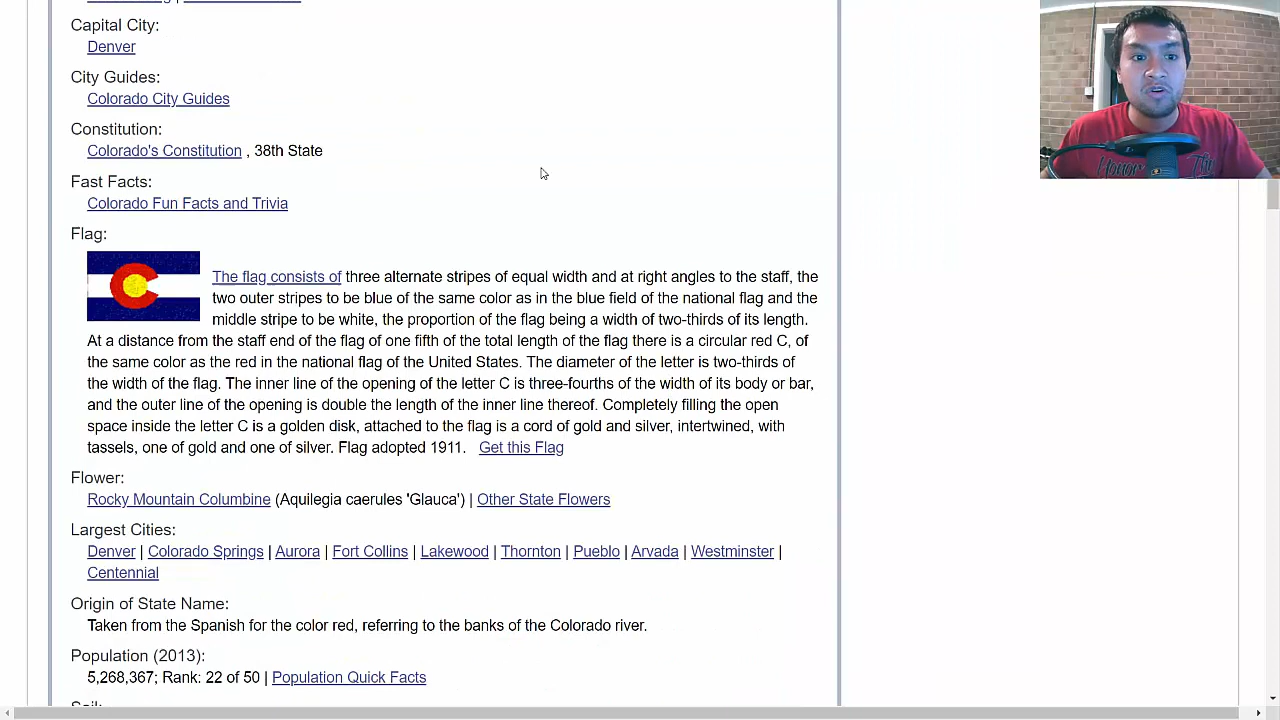 Capital City:
Denver
City Guides:
Colorado City Guides
Constitution:
Colorado's Constitution , 38th State
Fast Facts:
Colorado Fun Facts and Trivia
Flag:
The flag consists of three alternate stripes of equal width and at right angles to the staff, the
two outer stripes to be blue of the same color as in the blue field of the national flag and the
middle stripe to be white, the proportion of the flag being a width of two-thirds of its length.
At a distance from the staff end of the flag of one fifth of the total length of the flag there is a circular red C, of
the same color as the red in the national flag of the United States. The diameter of the letter is two-thirds of
the width of the flag. The inner line of the opening of the letter C is three-fourths of the width of its body or bar,
and the outer line of the opening is double the length of the inner line thereof. Completely filling the open
space inside the letter C is a golden disk, attached to the flag is a cord of gold and silver, intertwined, with
tassels, one of gold and one of silver. Flag adopted 1911. Get this Flag
Flower:
Rocky Mountain Columbine (Aquilegia caerules 'Glauca') | Other State Flowers
Largest Cities:
Denver | Colorado Springs | Aurora | Fort Collins | Lakewood | Thornton | Pueblo | Arvada | Westminster |
Centennial
Origin of State Name:
Taken from the Spanish for the color red, referring to the banks of the Colorado river.
Population (2013):
5,268,367; Rank: 22 of 50 | Population Quick Facts
Honor The